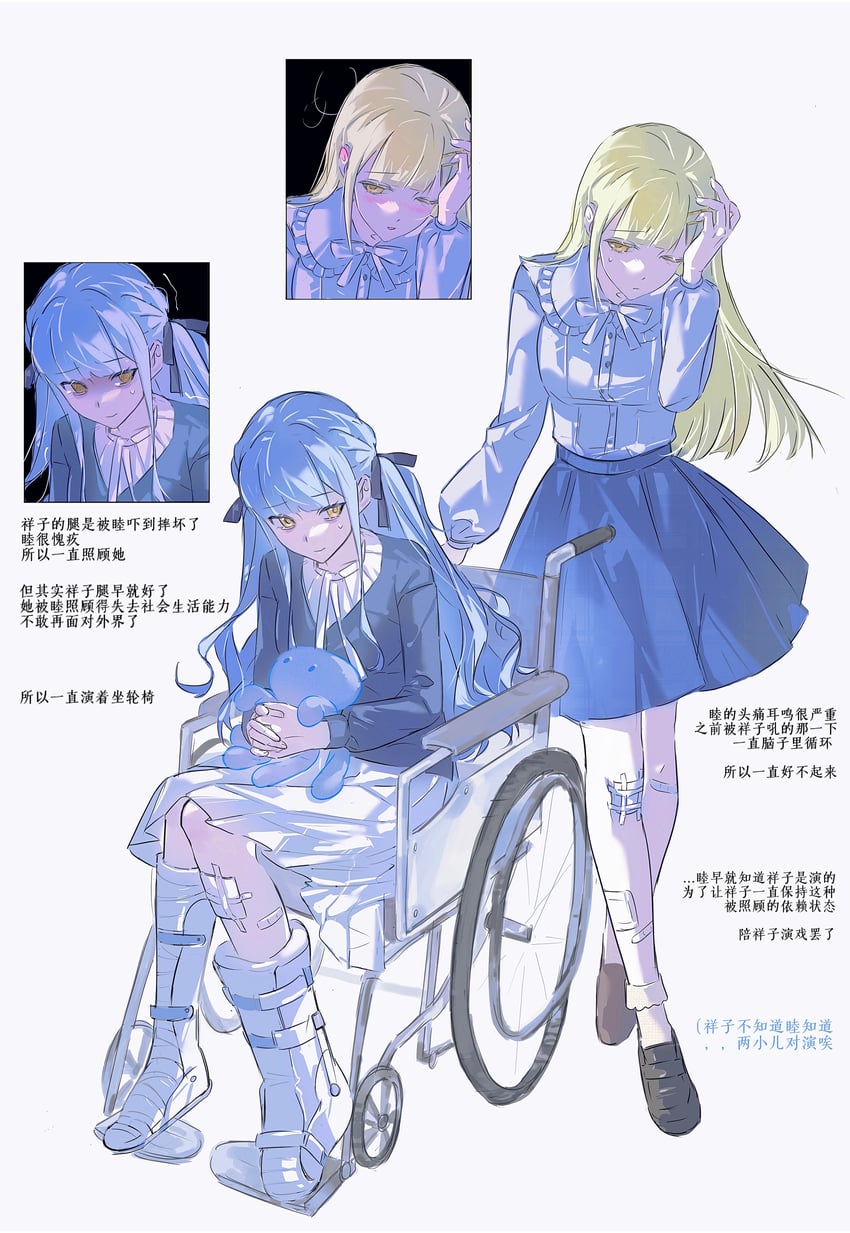 祥子的腿是被睦吓到摔坏了
睦很愧疚
所以一直照顾她
但其实祥子腿早就好了
她被睦照顾得失去社会生活能力
不敢再面对外界了
所以一直演着坐轮椅
睦的头痛耳鸣很严重
之前被祥子吼的那一下
一直脑子里循环
所以一直好不起来
...睦早就知道祥子是演的
为了让祥子一直保持这种
被照顾的依赖状态
陪祥子演戏罢了
（祥子不知道睦知道
，，两小儿对演唉